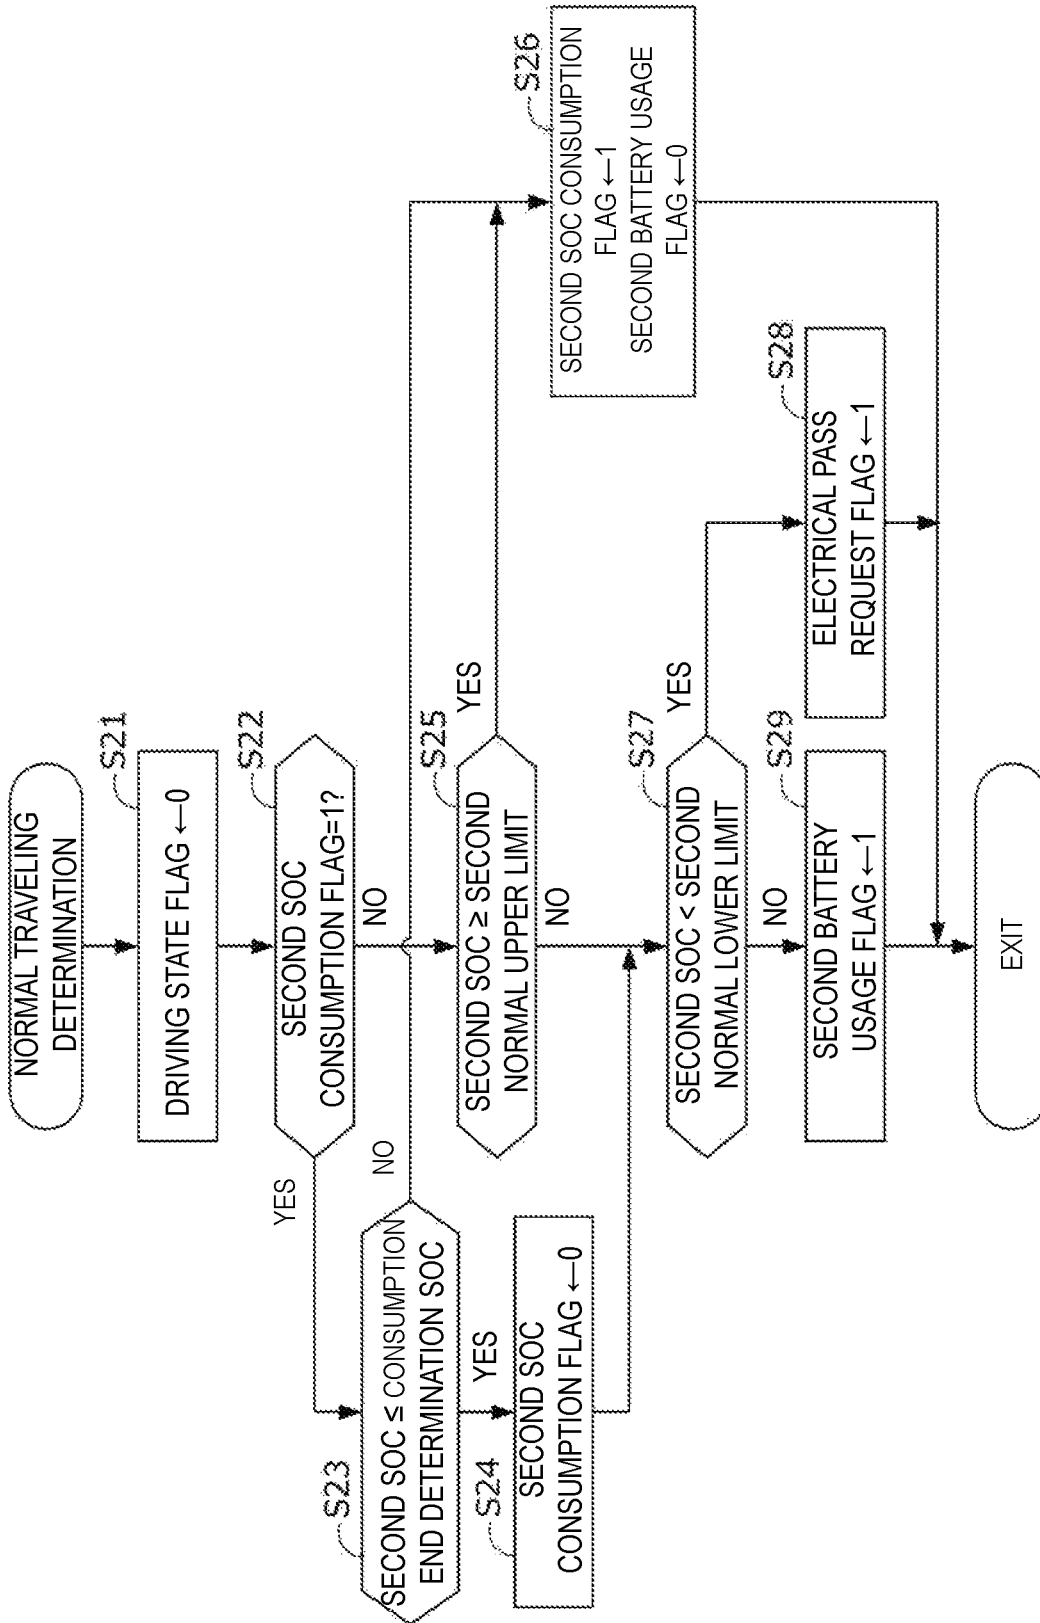 NORMAL TRAVELING
DETERMINATION
S21
DRIVING STATE FLAG ←0
S22
SECOND SOC
CONSUMPTION FLAG=1?
YES
NO
S23
SECOND SOC ≤ CONSUMPTION
END DETERMINATION SOC
NO
YES
S24
SECOND SOC
CONSUMPTION FLAG ←0
S25
SECOND SOC ≥ SECOND
NORMAL UPPER LIMIT
YES
NO
S26
SECOND SOC CONSUMPTION
FLAG ←1
SECOND BATTERY USAGE
FLAG ←0
S27
SECOND SOC < SECOND
NORMAL LOWER LIMIT
YES
NO
S28
ELECTRICAL PASS
REQUEST FLAG ←1
S29
SECOND BATTERY
USAGE FLAG ←1
EXIT